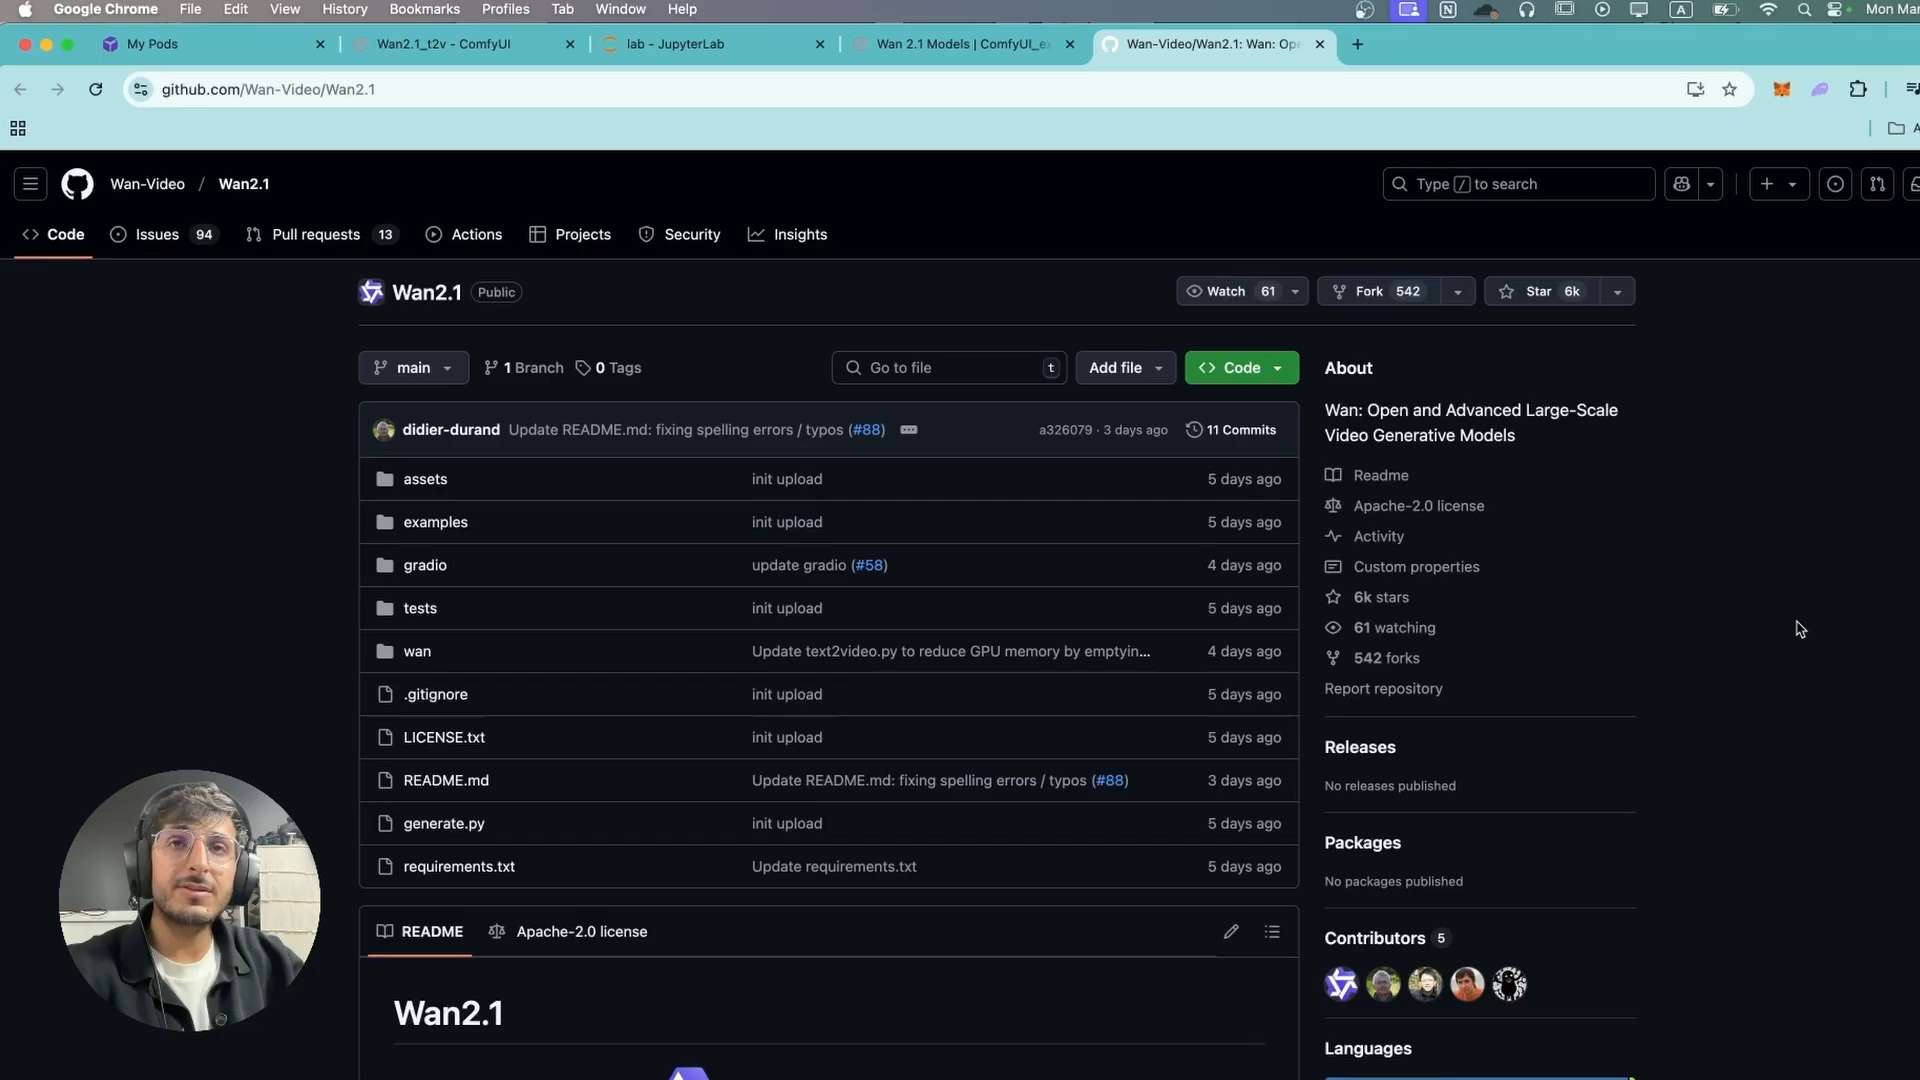 Google Chrome File Edit View History Bookmarks Profiles Tab Window Help A Mon Mar
My Pods Wan2.1_t2v - ComfyUI lab - JupyterLab Wan 2.1 Models | ComfyUI_ex Wan-Video/Wan2.1: Wan: Ope
github.com/Wan-Video/Wan2.1
A
Wan-Video / Wan2.1 Type / to search
Code Issues 94 Pull requests 13 Actions Projects Security Insights
Wan2.1 Public Watch 61 Fork 542 Star 6k
main 1 Branch 0 Tags Go to file t Add file Code
didier-durand Update README.md: fixing spelling errors / typos (#88) a326079 · 3 days ago 11 Commits
assets init upload 5 days ago
examples init upload 5 days ago
gradio update gradio (#58) 4 days ago
tests init upload 5 days ago
wan Update text2video.py to reduce GPU memory by emptyin... 4 days ago
.gitignore init upload 5 days ago
LICENSE.txt init upload 5 days ago
README.md Update README.md: fixing spelling errors / typos (#88) 3 days ago
generate.py init upload 5 days ago
requirements.txt Update requirements.txt 5 days ago
README Apache-2.0 license
Wan2.1
About
Wan: Open and Advanced Large-Scale
Video Generative Models
Readme
Apache-2.0 license
Activity
Custom properties
6k stars
61 watching
542 forks
Report repository
Releases
No releases published
Packages
No packages published
Contributors 5
Languages